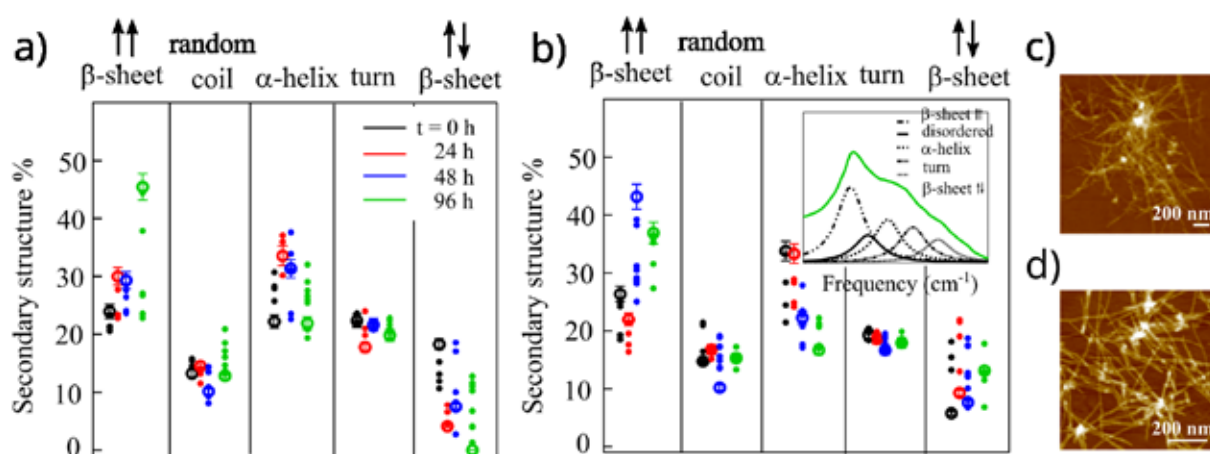 a)
↑↑ random ↑↓
β-sheet coil α-helix turn β-sheet
Secondary structure %
50
40
30
20
10
0
t = 0 h
24 h
48 h
96 h
b)
↑↑ random ↑↓
β-sheet coil α-helix turn β-sheet
Secondary structure %
50
40
30
20
10
0
β-sheet ⇈
disordered
α-helix
turn
β-sheet ⇅
Frequency (cm⁻¹)
c)
200 nm
d)
200 nm